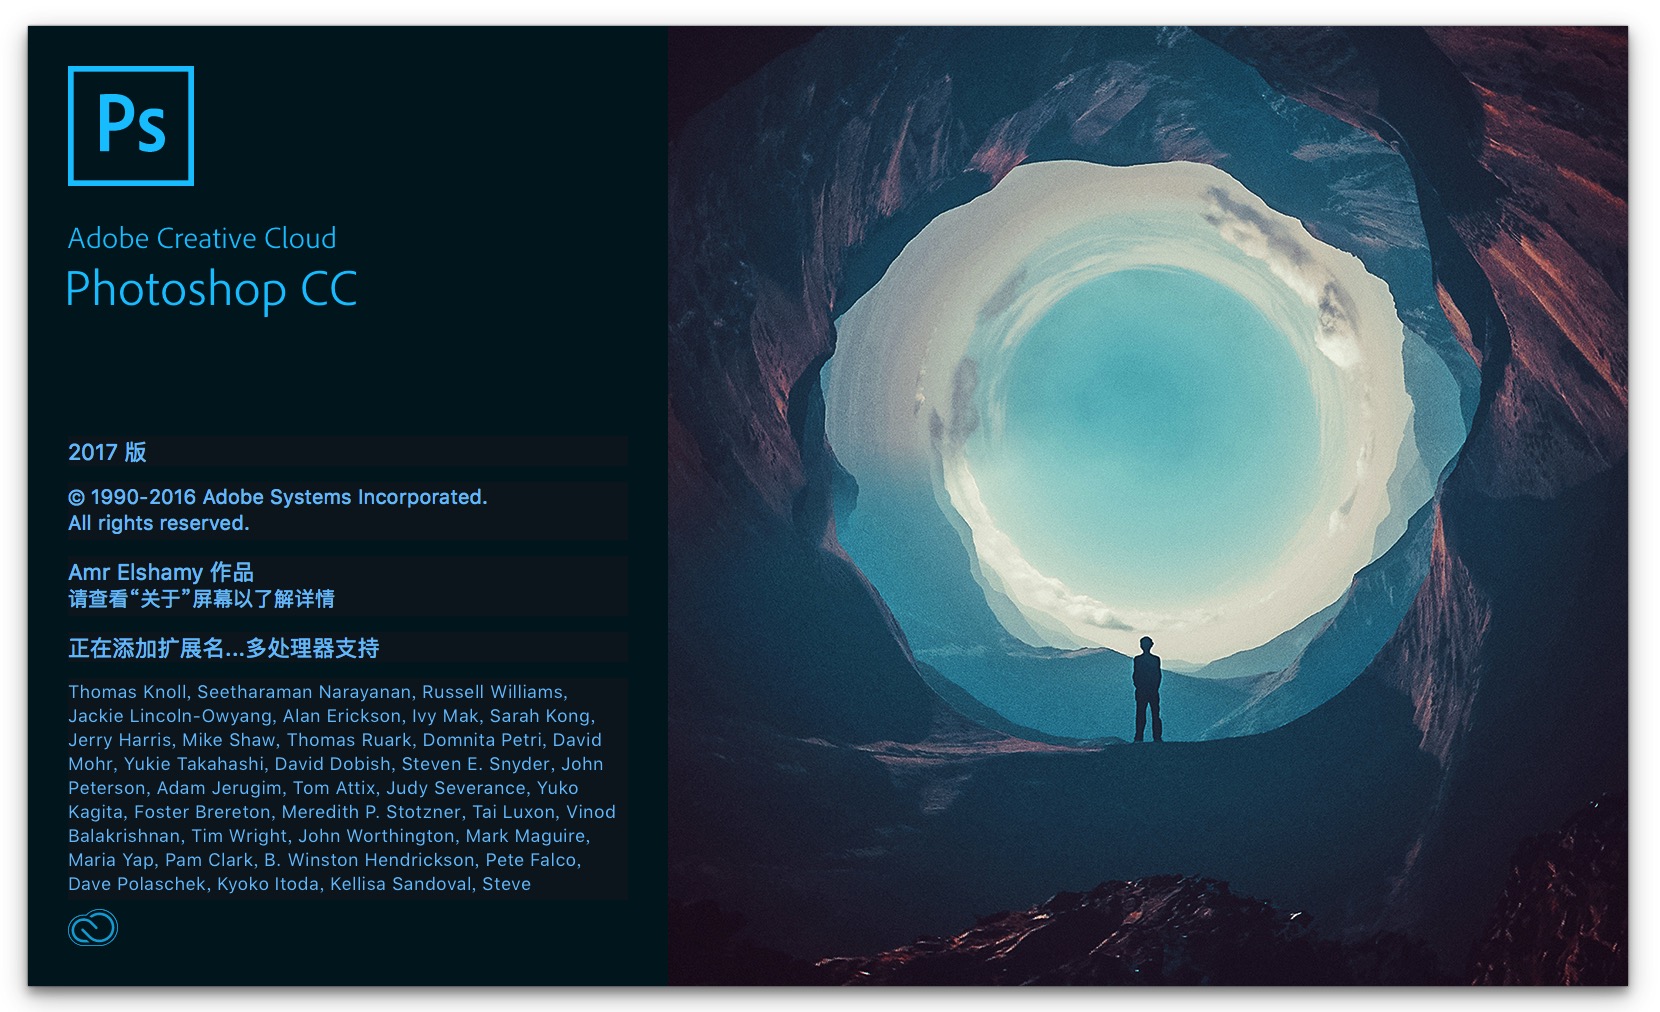 Ps
Adobe Creative Cloud
Photoshop CC
2017 版
© 1990-2016 Adobe Systems Incorporated.
All rights reserved.
Amr Elshamy 作品
请查看“关于”屏幕以了解详情
正在添加扩展名...多处理器支持
Thomas Knoll, Seetharaman Narayanan, Russell Williams,
Jackie Lincoln-Owyang, Alan Erickson, Ivy Mak, Sarah Kong,
Jerry Harris, Mike Shaw, Thomas Ruark, Domnita Petri, David
Mohr, Yukie Takahashi, David Dobish, Steven E. Snyder, John
Peterson, Adam Jerugim, Tom Attix, Judy Severance, Yuko
Kagita, Foster Brereton, Meredith P. Stotzner, Tai Luxon, Vinod
Balakrishnan, Tim Wright, John Worthington, Mark Maguire,
Maria Yap, Pam Clark, B. Winston Hendrickson, Pete Falco,
Dave Polaschek, Kyoko Itoda, Kellisa Sandoval, Steve